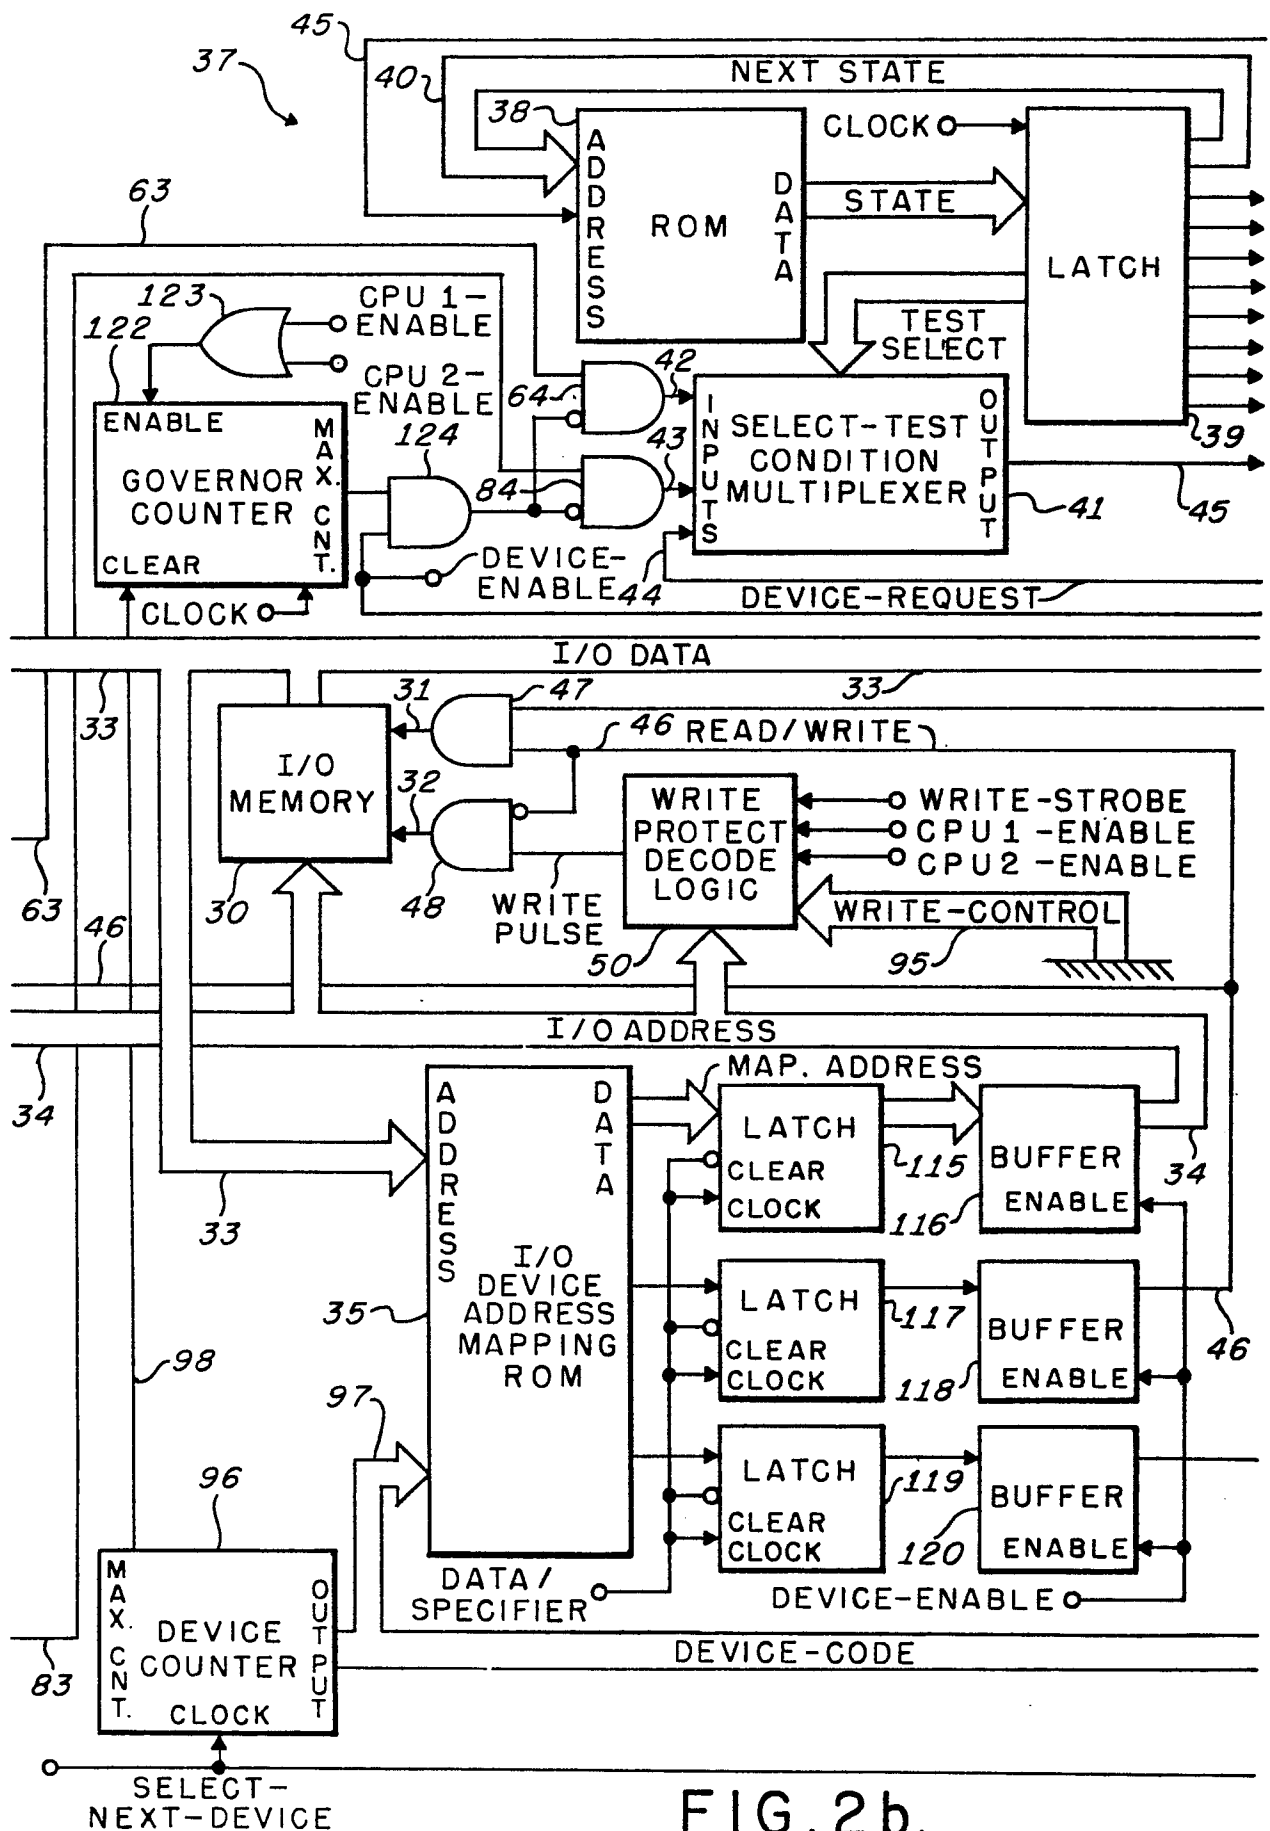 45
37
40
NEXT STATE
38
CLOCK
ADDRESS
ROM
DATA
STATE
LATCH
63
123
122
CPU 1-
ENABLE
CPU 2-
ENABLE
TEST
SELECT
42
64
39
ENABLE
GOVERNOR
COUNTER
MAX. CNT.
CLEAR
124
84
43
INPUTS
SELECT-TEST
CONDITION
MULTIPLEXER
OUTPUT
41
45
DEVICE-
ENABLE
44
CLOCK
DEVICE-REQUEST
I/O DATA
33
31
47
33
46
READ/WRITE
I/O
MEMORY
32
WRITE
PROTECT
DECODE
LOGIC
WRITE-STROBE
CPU1-ENABLE
CPU2-ENABLE
63
30
48
WRITE
PULSE
WRITE-CONTROL
46
50
95
I/O ADDRESS
34
MAP. ADDRESS
ADDRESS
DATA
LATCH
CLEAR
CLOCK
115
BUFFER
ENABLE
116
34
33
I/O
DEVICE
ADDRESS
MAPPING
ROM
35
LATCH
CLEAR
CLOCK
117
BUFFER
ENABLE
118
46
98
97
96
LATCH
CLEAR
CLOCK
119
BUFFER
ENABLE
120
DATA/
SPECIFIER
DEVICE-ENABLE
MAX. CNT.
DEVICE
COUNTER
CLOCK
OUTPUT
DEVICE-CODE
83
SELECT-
NEXT-DEVICE
FIG. 2b.